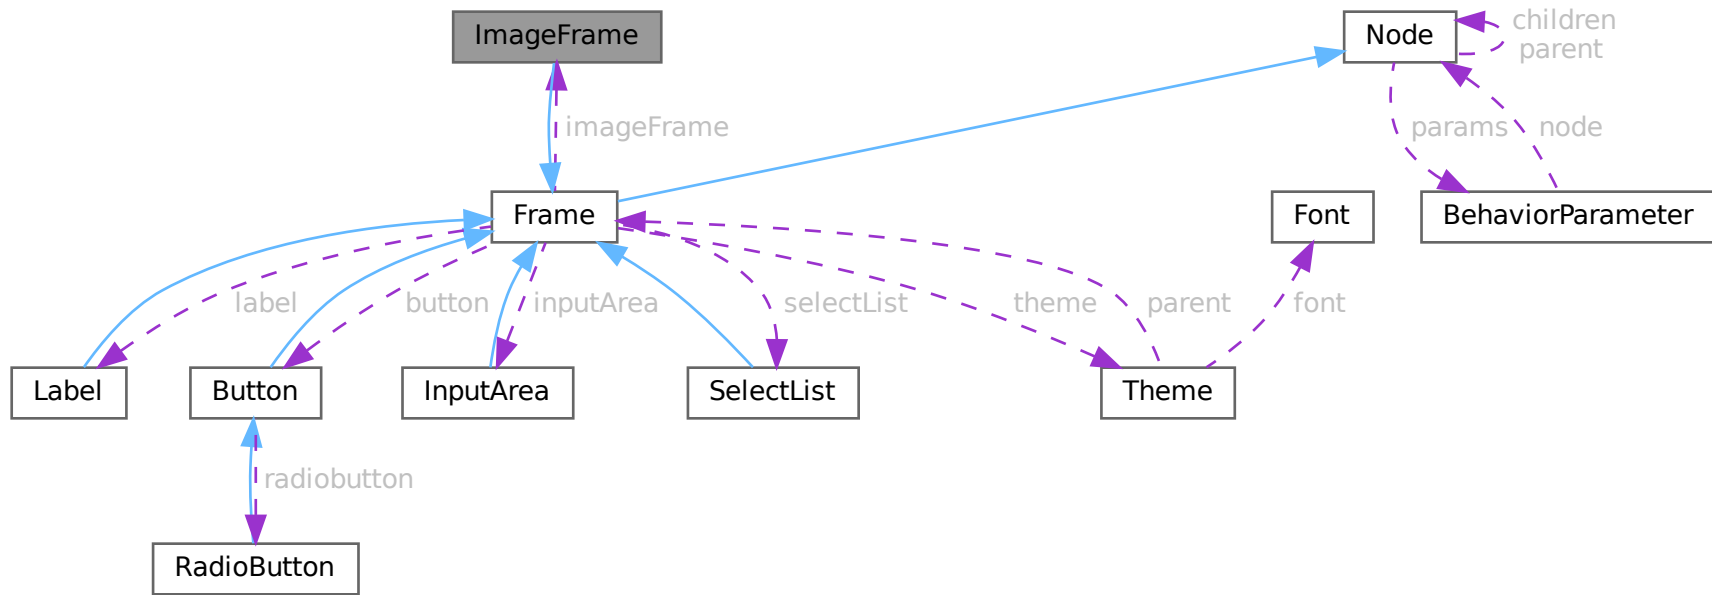 ImageFrame
Node
children
parent
imageFrame
params
node
Frame
Font
BehaviorParameter
label
button
inputArea
selectList
theme
parent
font
Label
Button
InputArea
SelectList
Theme
radiobutton
RadioButton